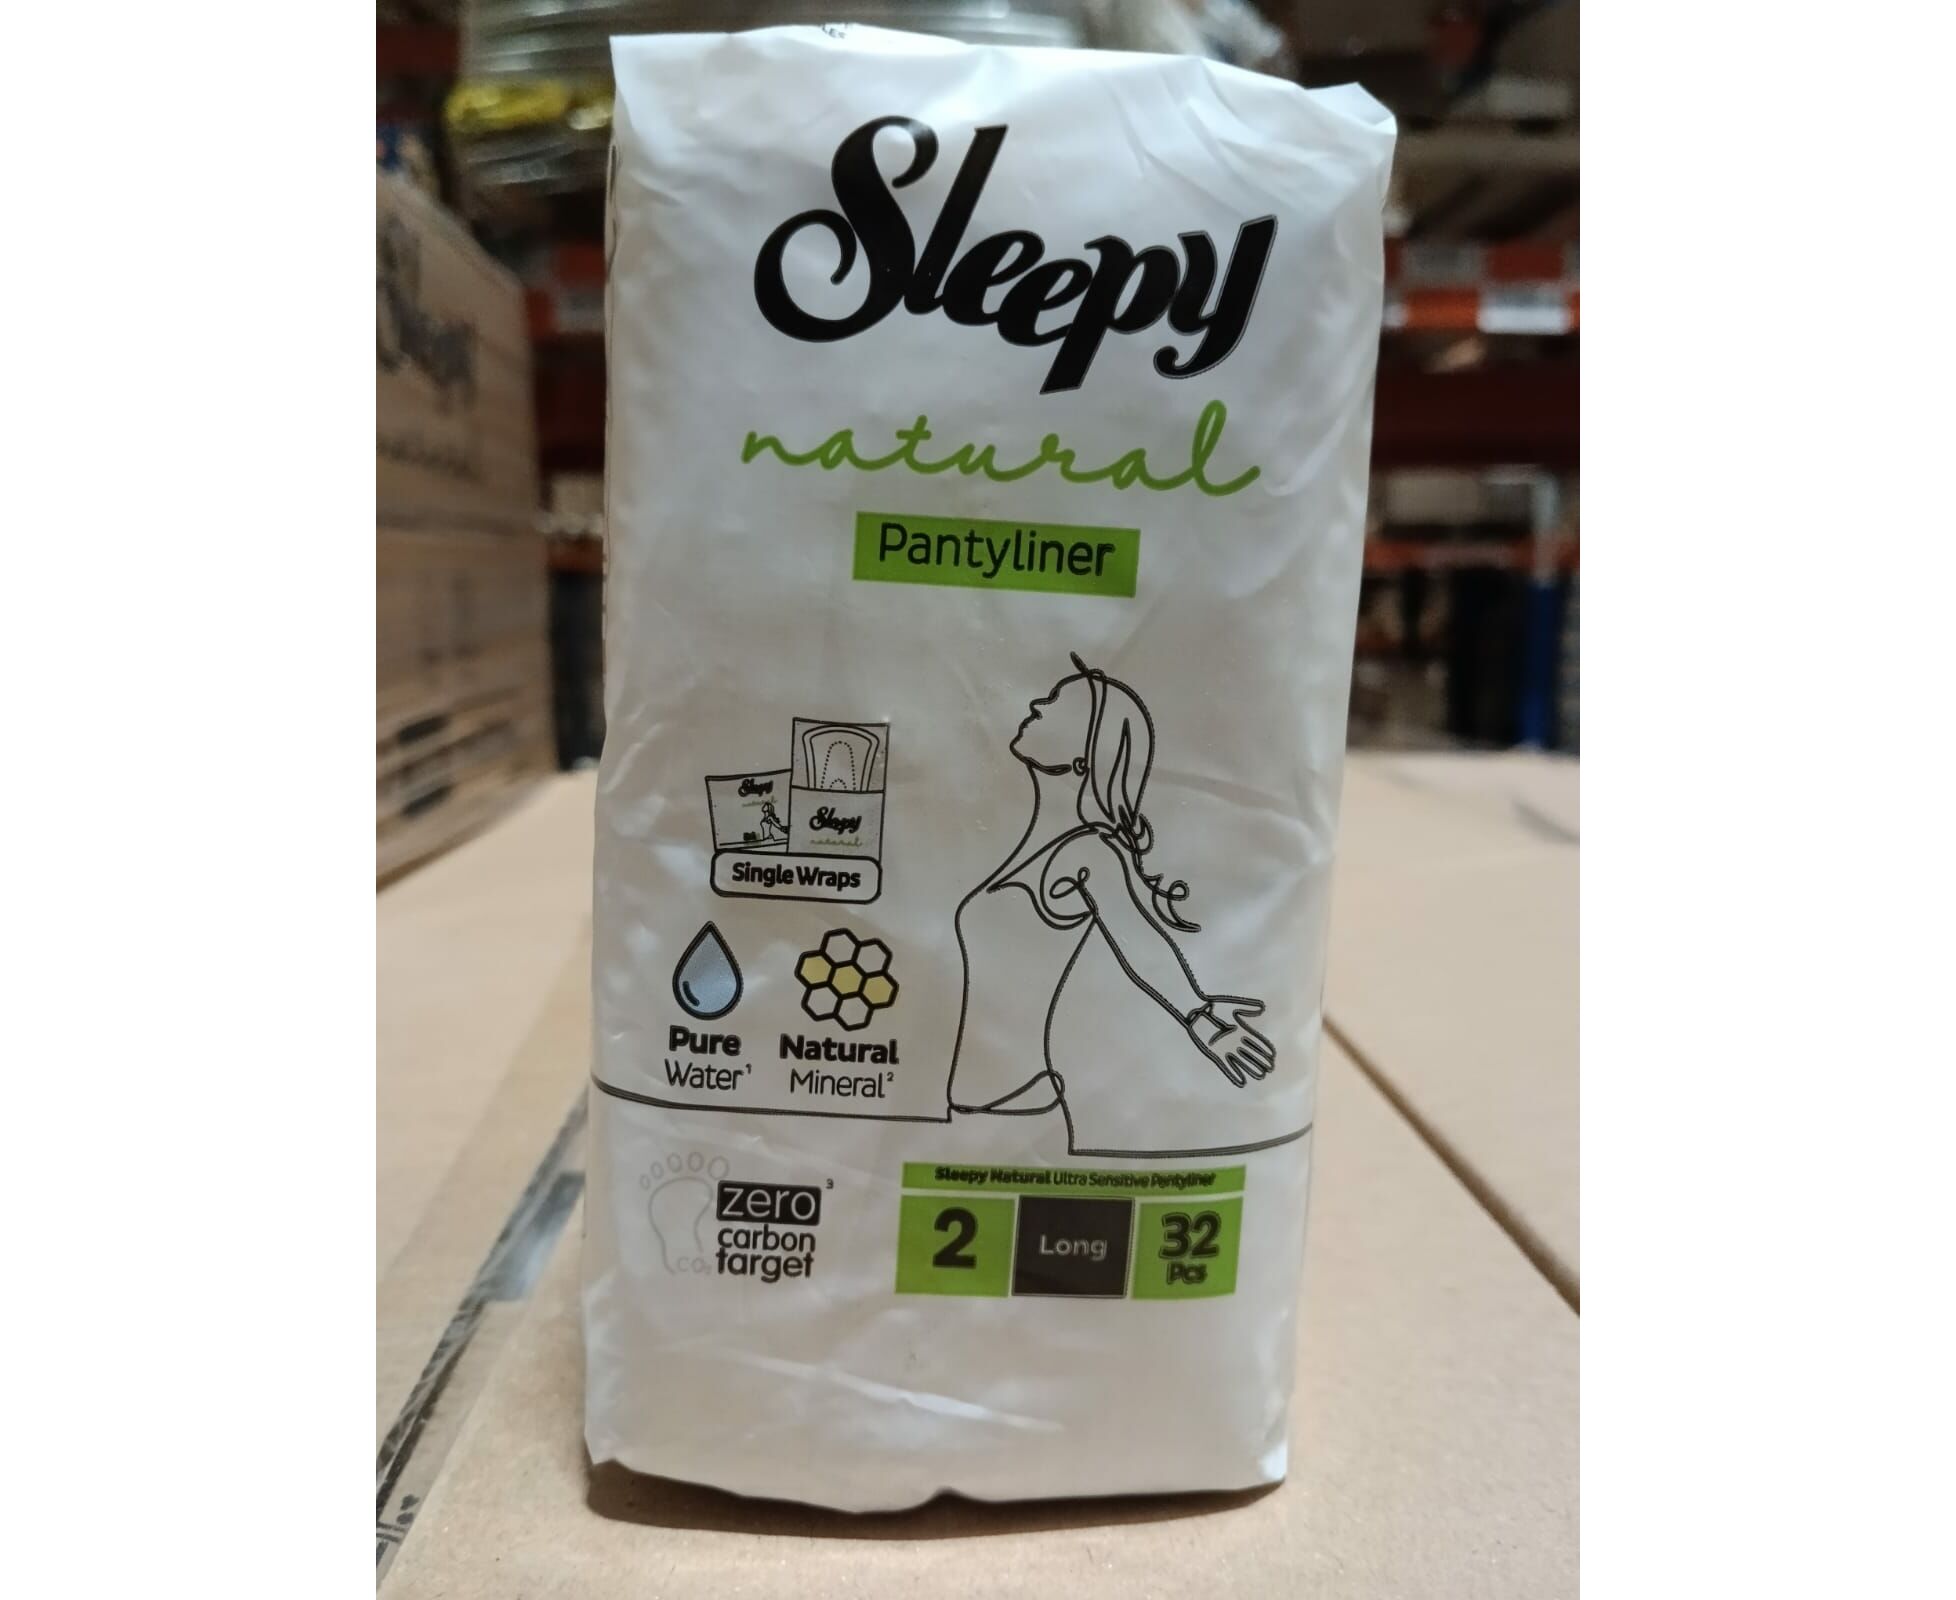 Sleepy
natural
Pantyliner
Sleepy
natural
Sleepy
natural
Single Wraps
Pure
Water¹
Natural
Mineral²
zero³
carbon
target
CO₂
Sleepy Natural Ultra Sensitive Pantyliner
2
Long
32
Pcs